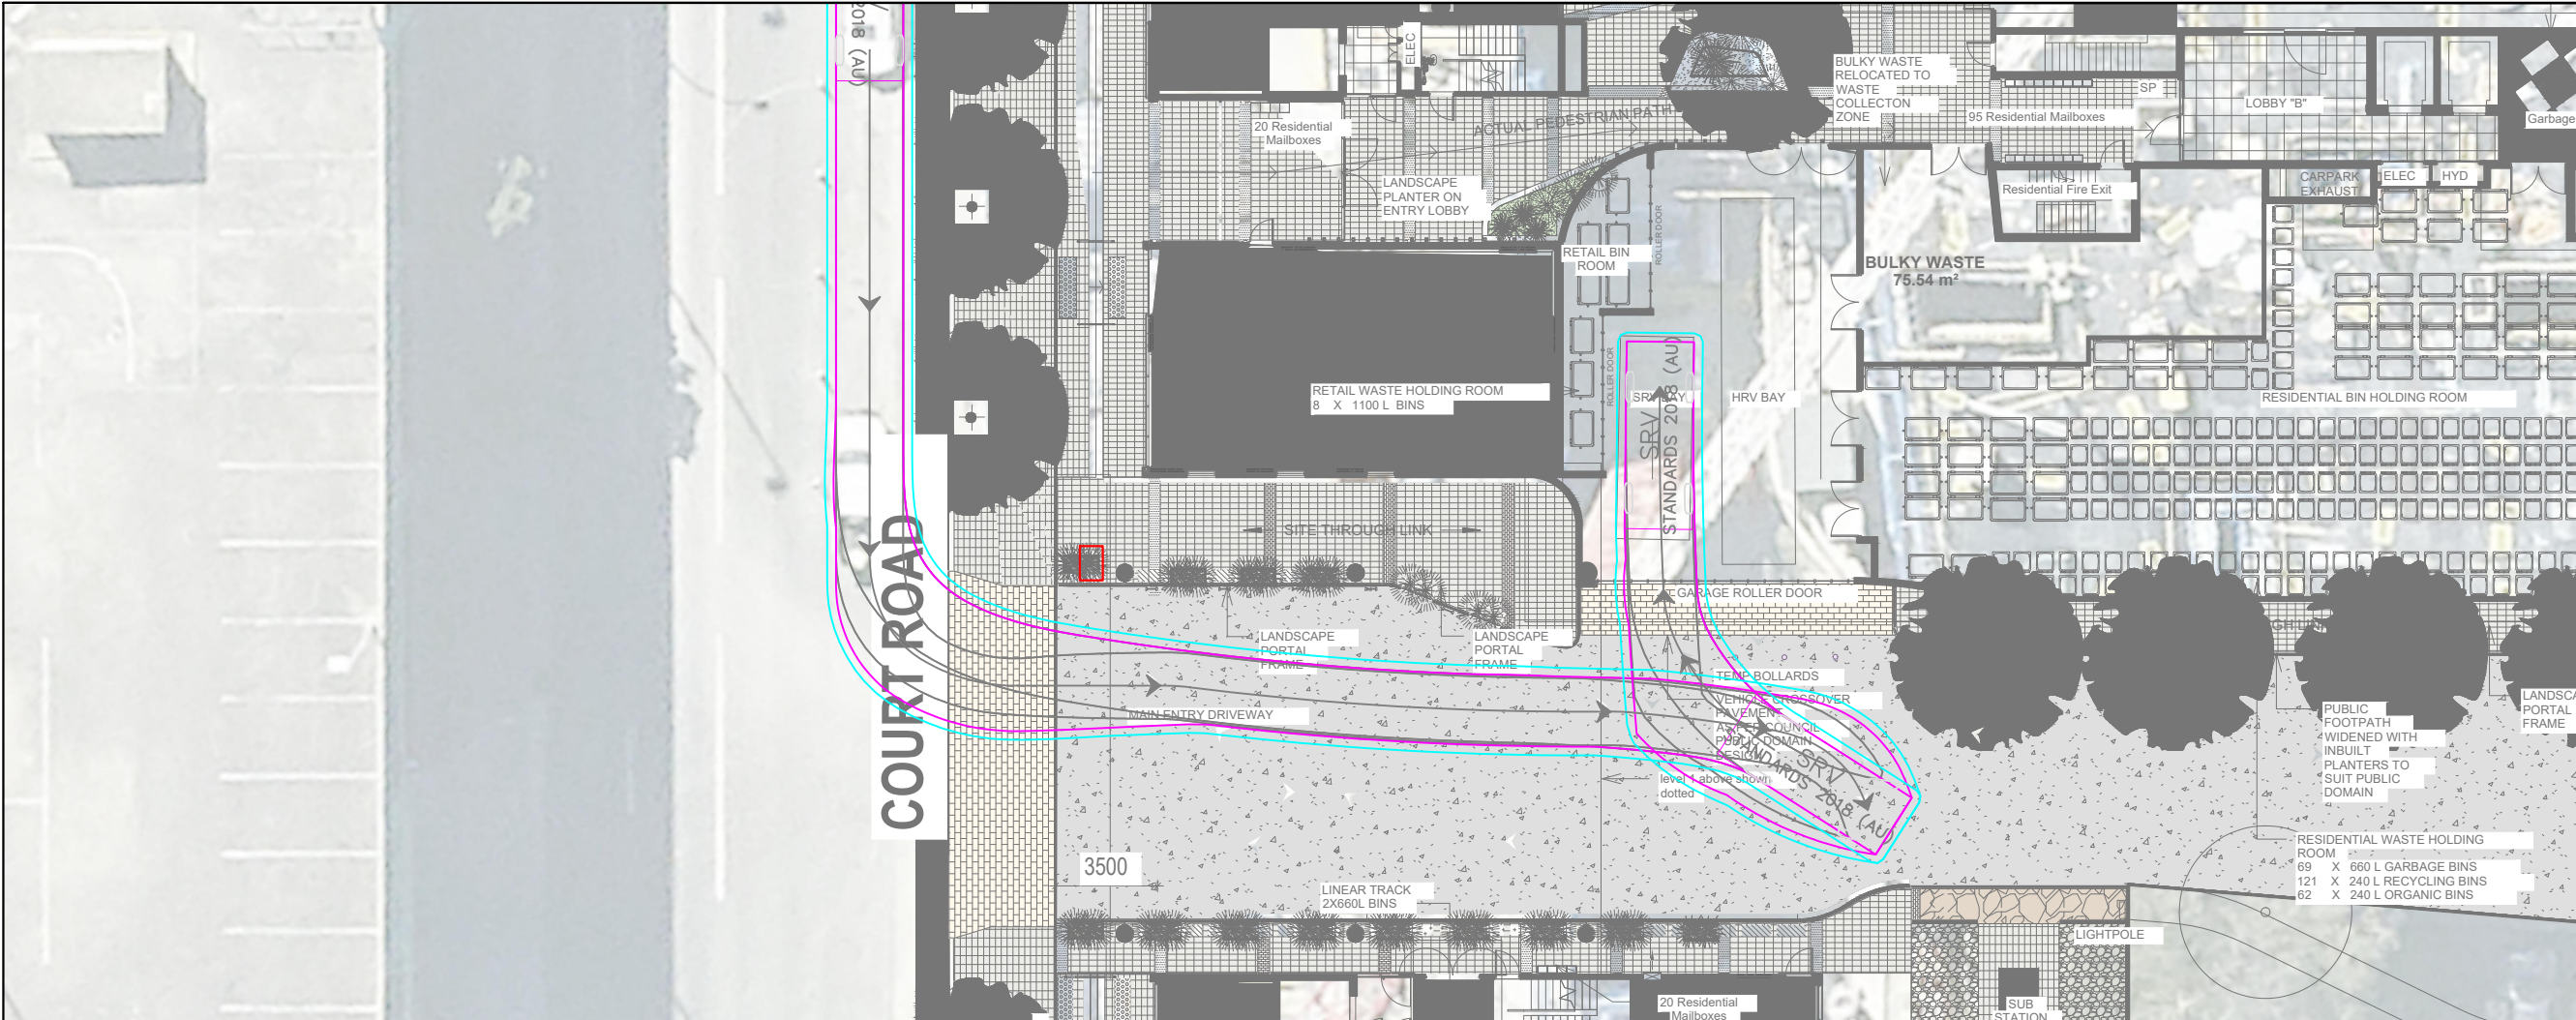 2018 (AU)
ELEC
BULKY WASTE
RELOCATED TO
WASTE
COLLECTON
ZONE
SP
LOBBY "B"
Garbage
20 Residential
Mailboxes
ACTUAL PEDESTRIAN PATH
95 Residential Mailboxes
LANDSCAPE
PLANTER ON
ENTRY LOBBY
Residential Fire Exit
CARPARK
EXHAUST
ELEC
HYD
RETAIL BIN
ROOM
ROLLER DOOR
BULKY WASTE
75.54 m²
RETAIL WASTE HOLDING ROOM
8 X 1100 L BINS
ROLLER DOOR
SRV BAY
SRV
STANDARDS 2018 (AU)
HRV BAY
RESIDENTIAL BIN HOLDING ROOM
SITE THROUGH LINK
COURT ROAD
GARAGE ROLLER DOOR
LANDSCAPE
PORTAL
FRAME
LANDSCAPE
PORTAL
FRAME
TEMP BOLLARDS
VEHICLE CROSSOVER
PAVEMENT
AS PER COUNCIL
PUBLIC DOMAIN
DESIGN
MAIN ENTRY DRIVEWAY
SRV
STANDARDS 2018 (AU)
level 1 above shown
dotted
PUBLIC
FOOTPATH
WIDENED WITH
INBUILT
PLANTERS TO
SUIT PUBLIC
DOMAIN
LANDSCA
PORTAL
FRAME
3500
LINEAR TRACK
2X660L BINS
RESIDENTIAL WASTE HOLDING
ROOM
69 X 660 L GARBAGE BINS
121 X 240 L RECYCLING BINS
62 X 240 L ORGANIC BINS
LIGHTPOLE
20 Residential
Mailboxes
SUB
STATION